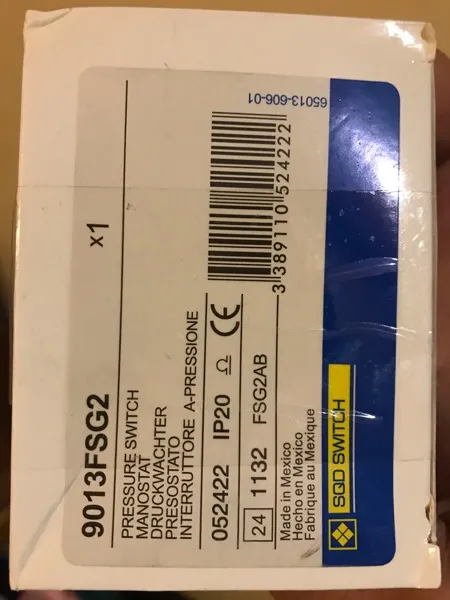 9013FSG2 x1
PRESSURE SWITCH
MANOSTAT
DRUCKWACHTER
PRESOSTATO
INTERRUTTORE A-PRESSIONE
052422 IP20 CE
24 1132 FSG2AB
Made in Mexico
Hecho en Mexico
Fabrique au Mexique
3 389110 524222
65013-606-01
SQD SWITCH